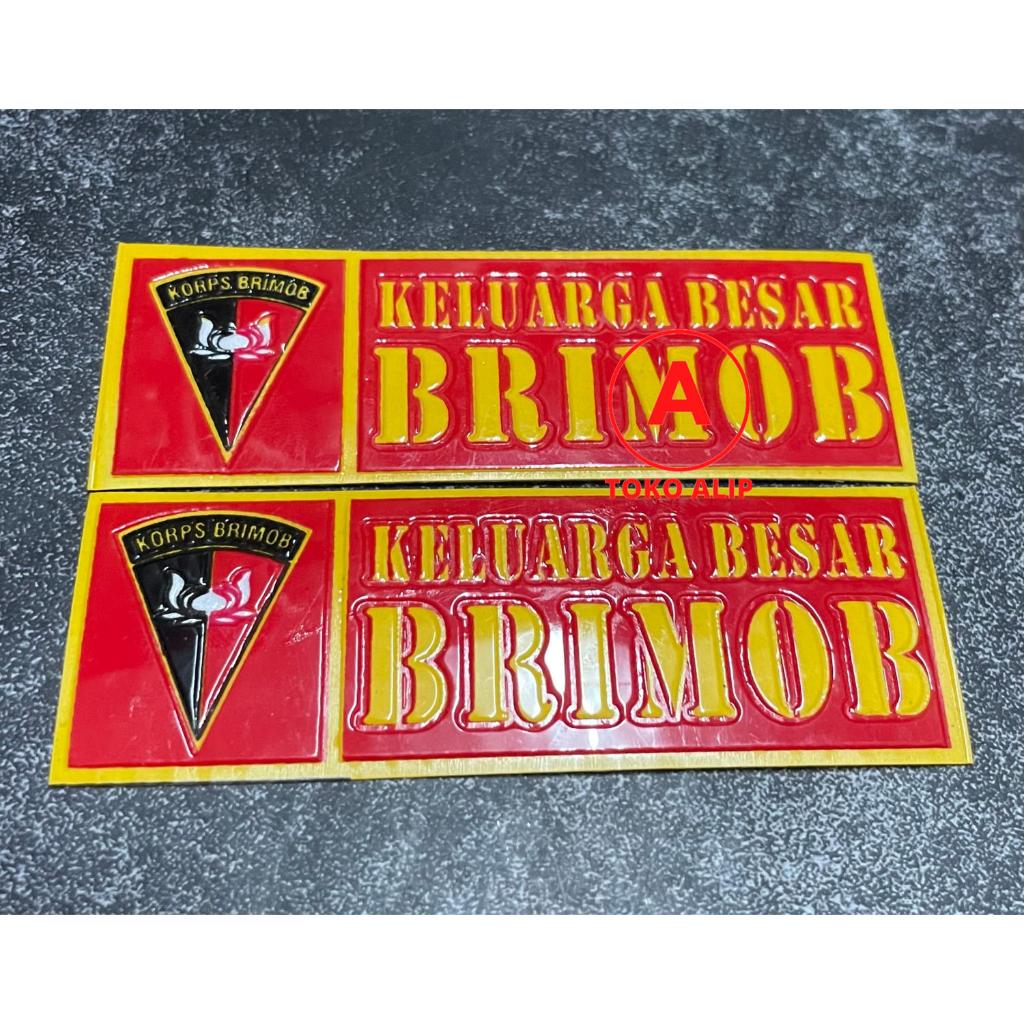 KORPS BRIMOB
KELUARGA BESAR
BRIMOB
A
TOKO ALIP
KORPS BRIMOB
KELUARGA BESAR
BRIMOB